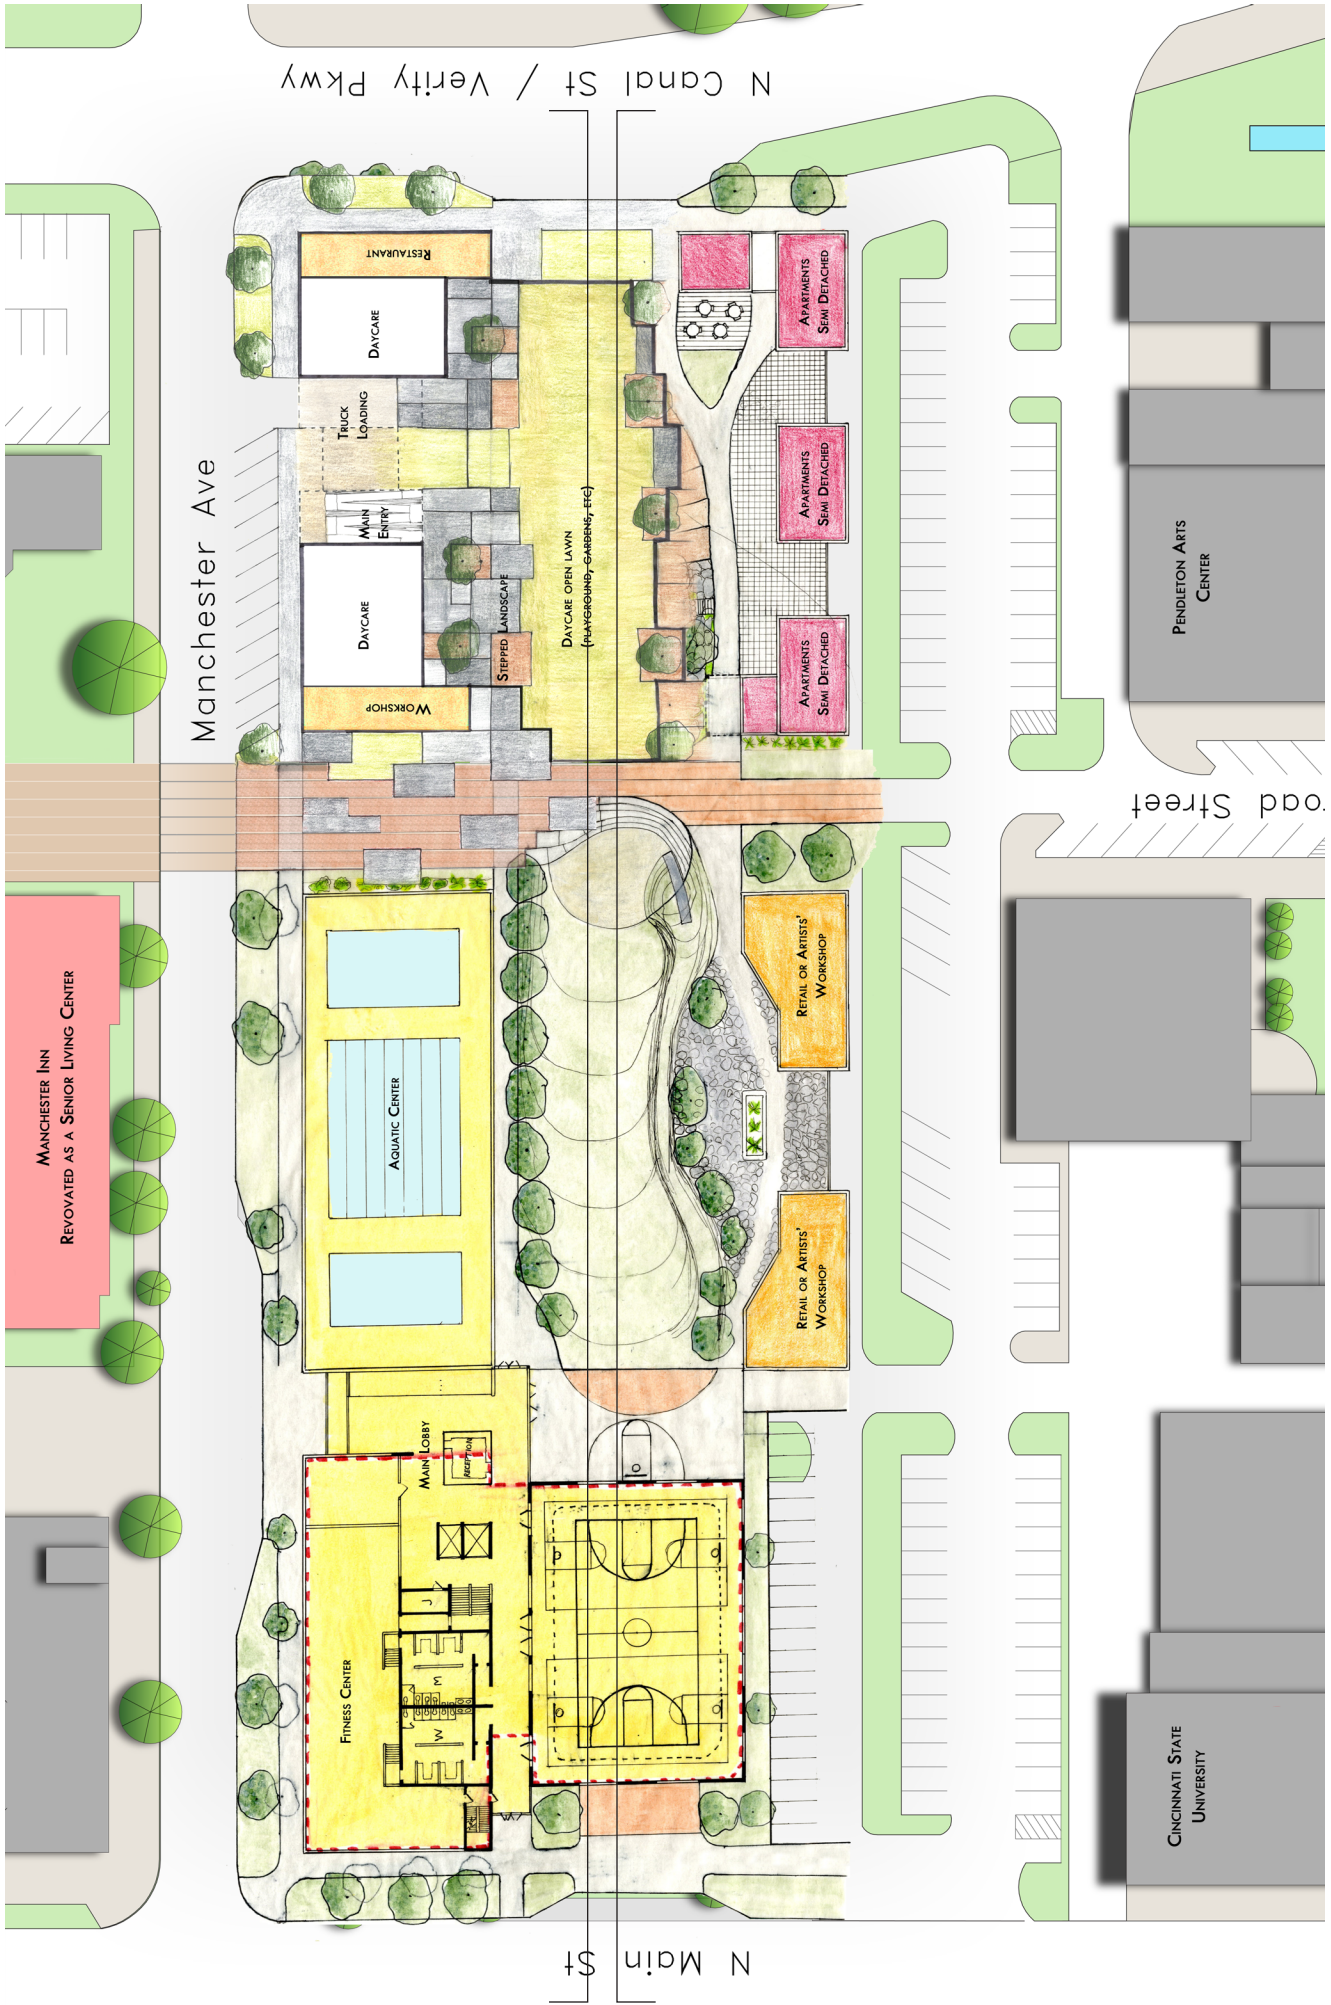 N Canal St / Verity Pkwy
Manchester Ave
Restaurant
Daycare
Truck
Loading
Main
Entry
Daycare
Workshop
Stepped Landscape
Daycare open lawn
(playground, gardens, etc)
Apartments
Semi Detached
Apartments
Semi Detached
Apartments
Semi Detached
Pendleton Arts
Center
road Street
Manchester Inn
Revovated as a Senior Living Center
Aquatic Center
Retail or Artists'
Workshop
Retail or Artists'
Workshop
Main Lobby
Reception
Fitness Center
J
M
W
Cincinnati State
University
N Main St